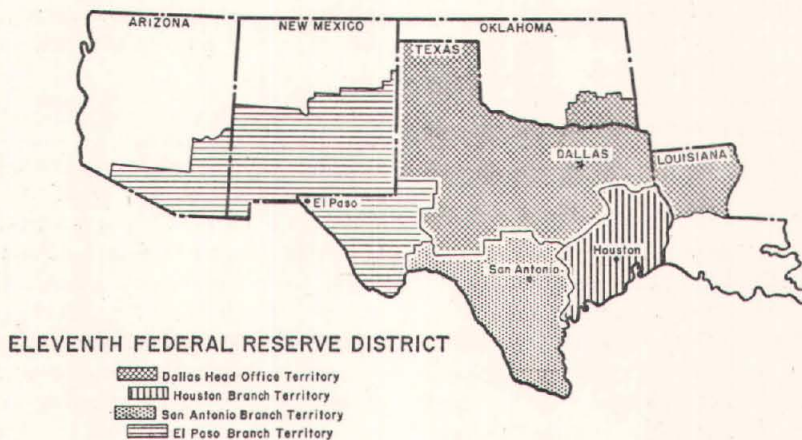 ARIZONA
NEW MEXICO
OKLAHOMA
TEXAS
DALLAS
LOUISIANA
El Paso
Houston
San Antonio
ELEVENTH FEDERAL RESERVE DISTRICT
Dallas Head Office Territory
Houston Branch Territory
San Antonio Branch Territory
El Paso Branch Territory